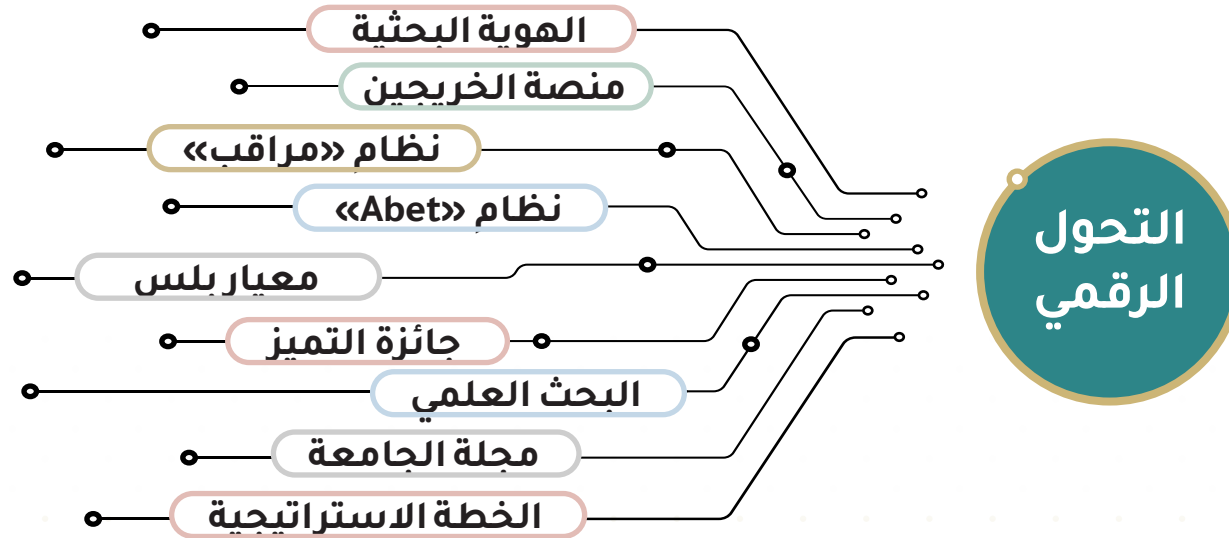 الهوية البحثية
منصة الخريجين
نظام «مراقب»
نظام «Abet»
معيار بلس
جائزة التميز
البحث العلمي
مجلة الجامعة
الخطة الاستراتيجية
التحول
الرقمي